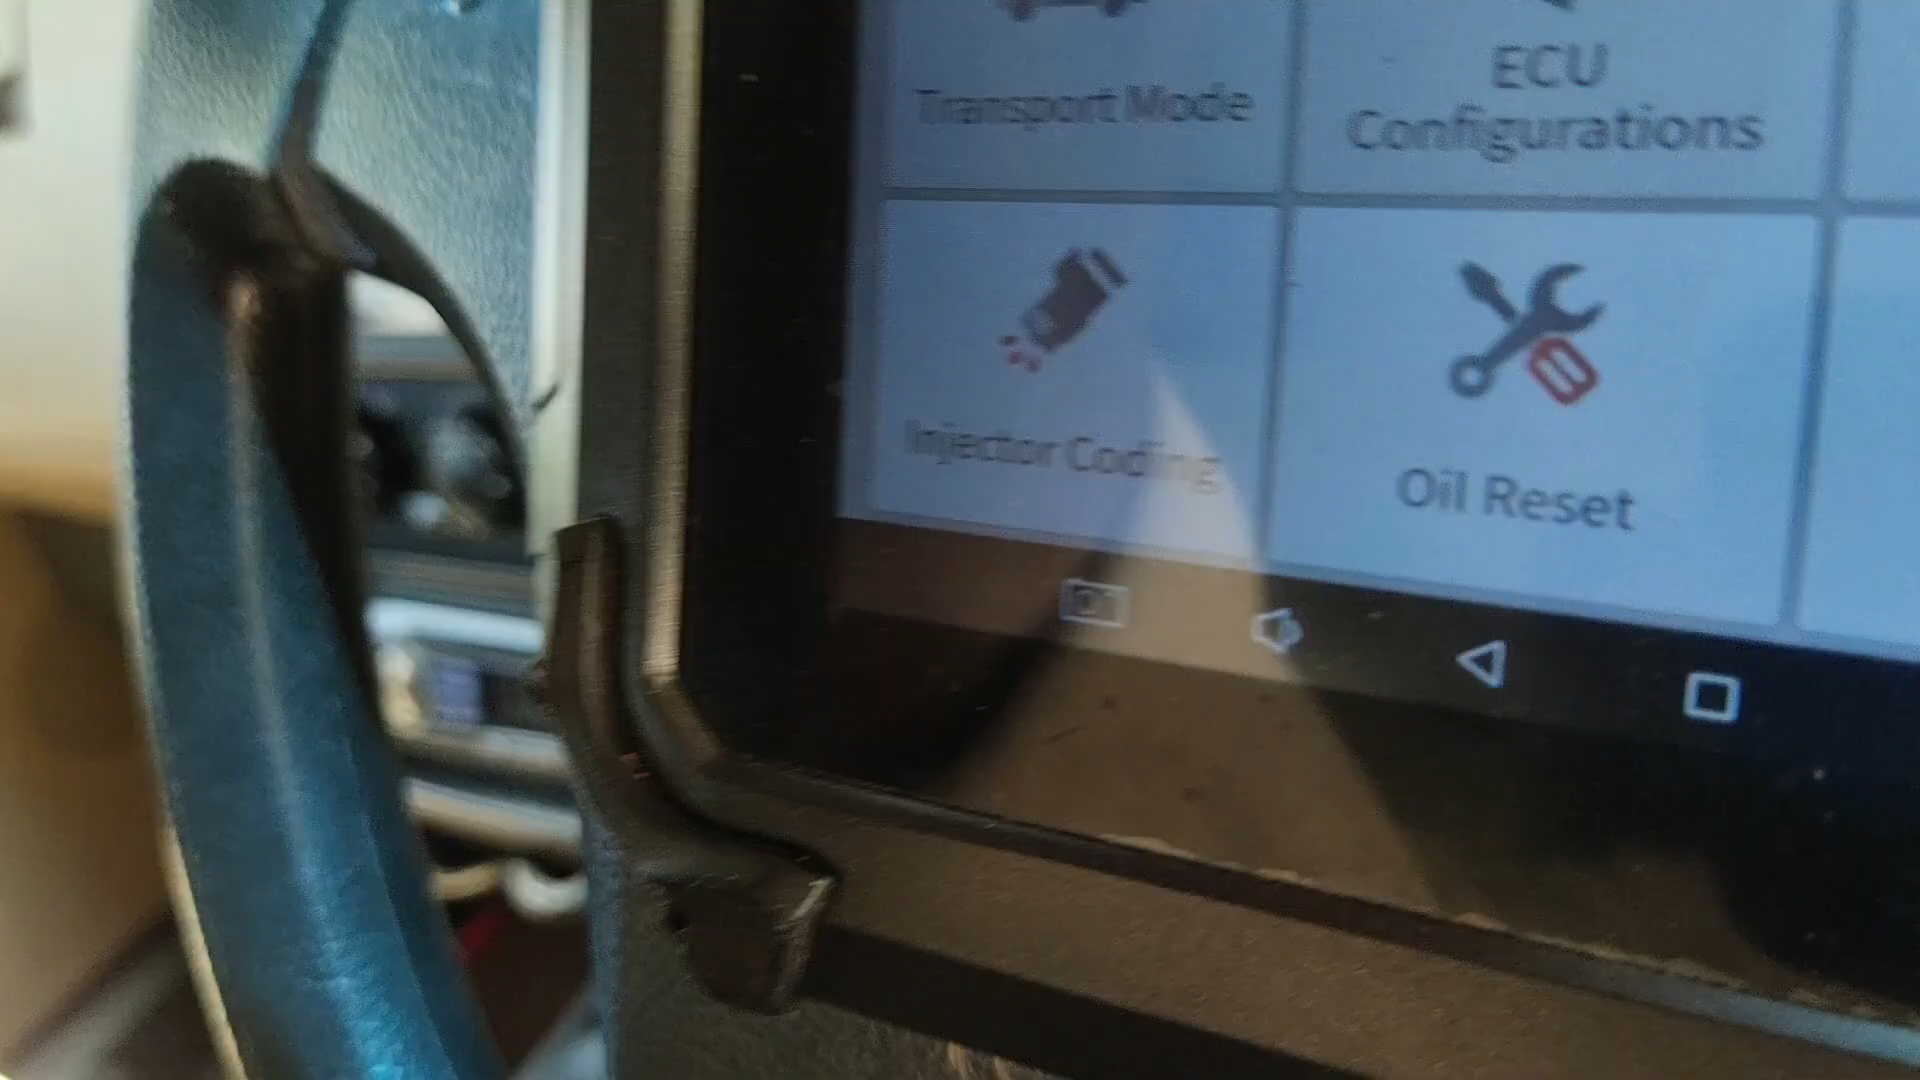 Transport Mode
ECU
Configurations
Injector Coding
Oil Reset